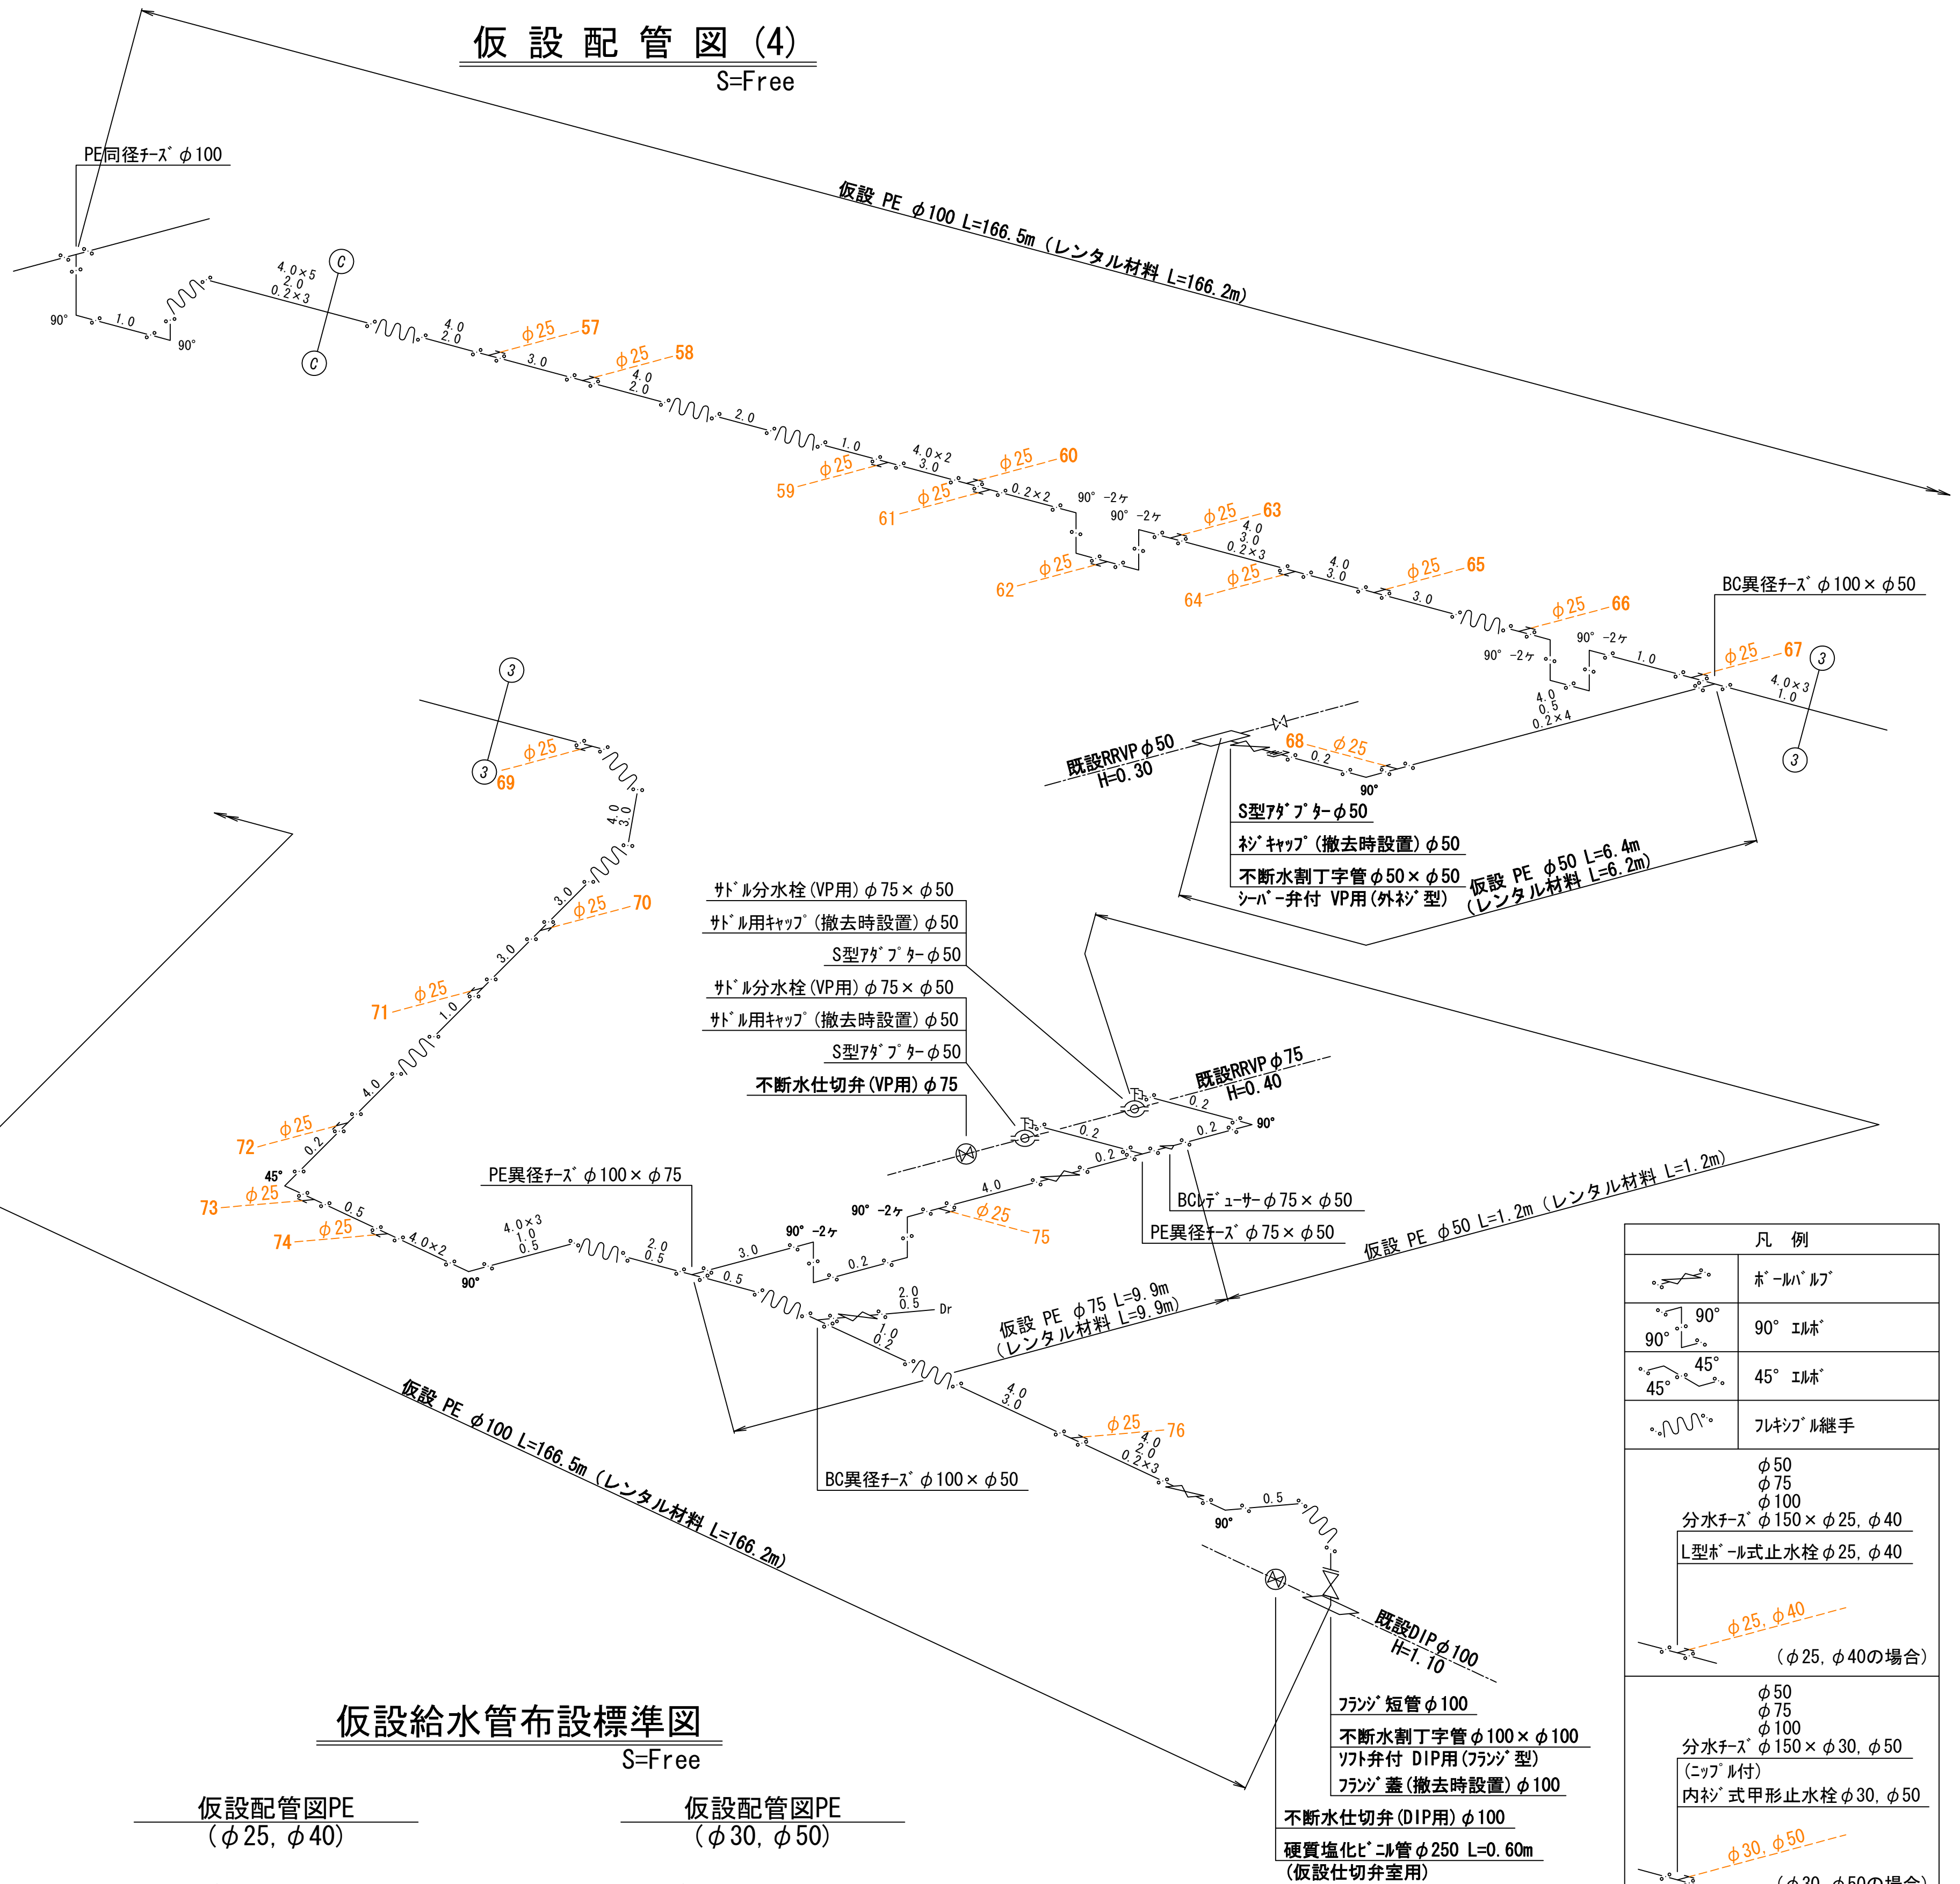 仮設配管図(4)
S=Free
PE同径ﾁｰｽﾞφ100
仮設 PE φ100 L=166.5m (レンタル材料 L=166.2m)
90°
1.0
90°
4.0×5
2.0
0.2×3
C
C
4.0
2.0
φ25
57
3.0
φ25
58
4.0
2.0
2.0
1.0
φ25
59
4.0×2
3.0
φ25
60
φ25
61
0.2×2
90° -2ヶ
90° -2ヶ
φ25
62
φ25
63
4.0
3.0
0.2×3
φ25
64
4.0
3.0
φ25
65
3.0
φ25
66
90° -2ヶ
90° -2ヶ
1.0
BC異径ﾁｰｽﾞφ100×φ50
φ25
67
3
4.0×3
1.0
3
4.0
0.5
0.2×4
既設RRVPφ50
H=0.30
68
φ25
0.2
90°
S型ｱﾀﾞﾌﾟﾀｰφ50
ﾈｼﾞｷｬｯﾌﾟ(撤去時設置)φ50
不断水割丁字管φ50×φ50
ｼｰﾊﾞｰ弁付 VP用(外ﾈｼﾞ型)
仮設 PE φ50 L=6.4m
(レンタル材料 L=6.2m)
3
3
φ25
69
4.0
3.0
3.0
φ25
70
3.0
φ25
71
1.0
4.0
φ25
72
0.2
45°
φ25
73
0.5
φ25
74
4.0×2
90°
4.0×3
1.0
0.5
2.0
0.5
PE異径ﾁｰｽﾞφ100×φ75
ｻﾄﾞﾙ分水栓(VP用)φ75×φ50
ｻﾄﾞﾙ用ｷｬｯﾌﾟ(撤去時設置)φ50
S型ｱﾀﾞﾌﾟﾀｰφ50
ｻﾄﾞﾙ分水栓(VP用)φ75×φ50
ｻﾄﾞﾙ用ｷｬｯﾌﾟ(撤去時設置)φ50
S型ｱﾀﾞﾌﾟﾀｰφ50
不断水仕切弁(VP用)φ75
既設RRVPφ75
H=0.40
0.2
0.2
90°
0.2
0.2
4.0
φ25
75
90° -2ヶ
90° -2ヶ
3.0
0.2
BCﾚﾃﾞｭｰｻｰφ75×φ50
PE異径ﾁｰｽﾞφ75×φ50
仮設 PE φ50 L=1.2m (レンタル材料 L=1.2m)
仮設 PE φ75 L=9.9m
(レンタル材料 L=9.9m)
0.5
2.0
0.5
Dr
1.0
0.2
BC異径ﾁｰｽﾞφ100×φ50
4.0
3.0
φ25
76
4.0
2.0
0.2×3
90°
0.5
仮設 PE φ100 L=166.5m (レンタル材料 L=166.2m)
既設DIPφ100
H=1.10
ﾌﾗﾝｼﾞ短管φ100
不断水割丁字管φ100×φ100
ｿﾌﾄ弁付 DIP用(ﾌﾗﾝｼﾞ型)
ﾌﾗﾝｼﾞ蓋(撤去時設置)φ100
不断水仕切弁(DIP用)φ100
硬質塩化ﾋﾞﾆﾙ管φ250 L=0.60m
(仮設仕切弁室用)
仮設給水管布設標準図
S=Free
仮設配管図PE
(φ25,φ40)
仮設配管図PE
(φ30,φ50)
凡 例
ﾎﾞｰﾙﾊﾞﾙﾌﾞ
90°
90°
90° ｴﾙﾎﾞ
45°
45°
45° ｴﾙﾎﾞ
ﾌﾚｷｼﾌﾞﾙ継手
φ50
φ75
φ100
分水ﾁｰｽﾞφ150×φ25,φ40
L型ﾎﾞｰﾙ式止水栓φ25,φ40
φ25,φ40
(φ25,φ40の場合)
φ50
φ75
φ100
分水ﾁｰｽﾞφ150×φ30,φ50
(ﾆｯﾌﾟﾙ付)
内ﾈｼﾞ式甲形止水栓φ30,φ50
φ30,φ50
(φ30,φ50の場合)